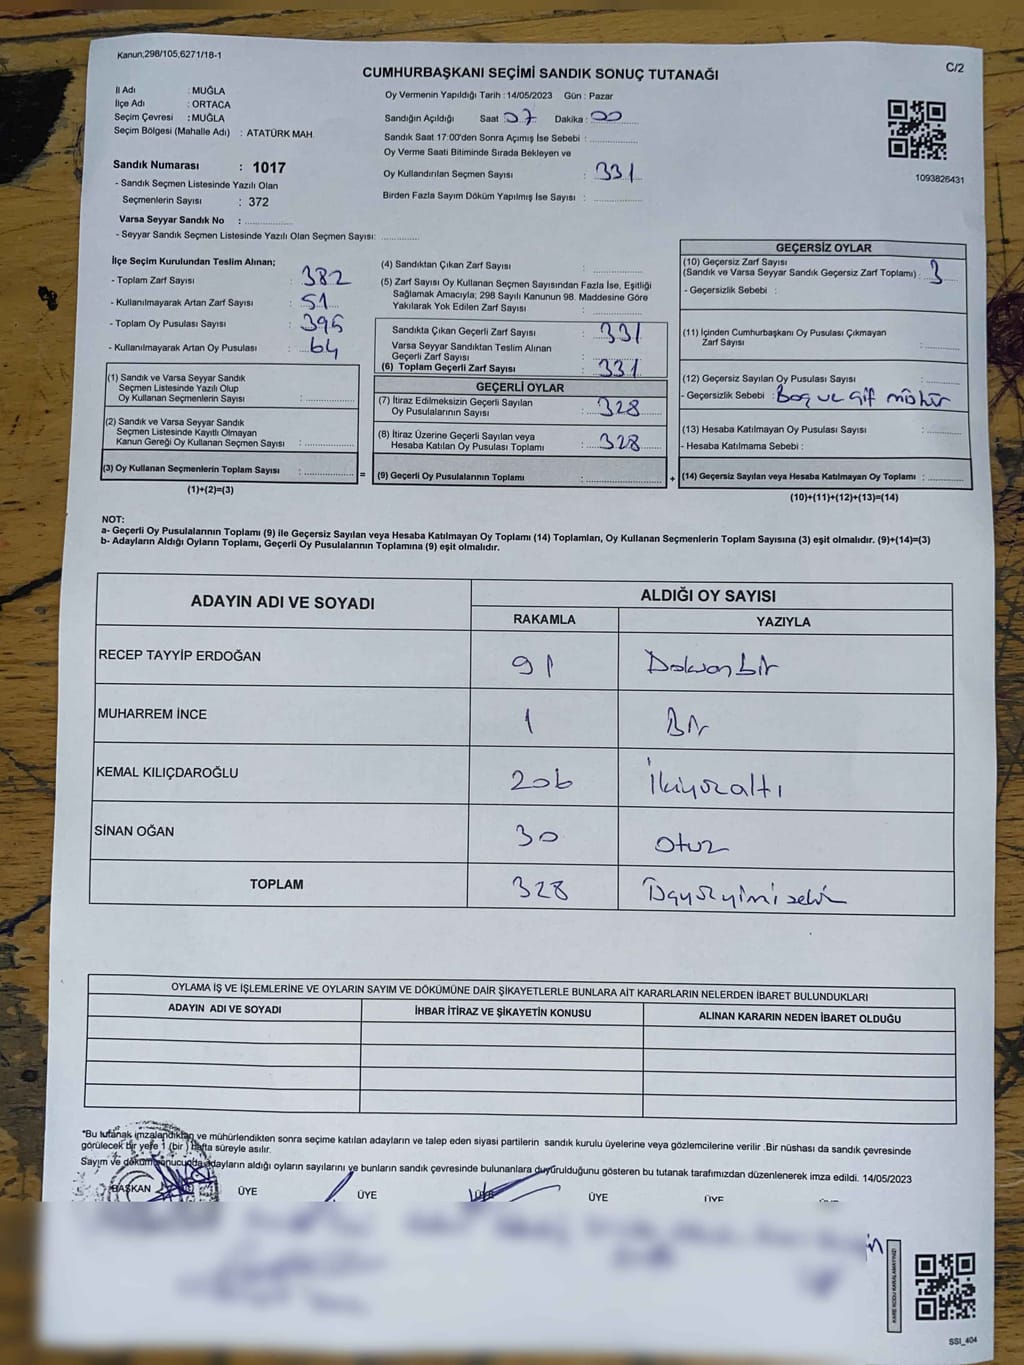 Kanun;298/105,6271/18-1
C/2
CUMHURBAŞKANI SEÇİMİ SANDIK SONUÇ TUTANAĞI
İl Adı : MUĞLA
İlçe Adı : ORTACA
Seçim Çevresi : MUĞLA
Seçim Bölgesi (Mahalle Adı) : ATATÜRK MAH.
Sandık Numarası : 1017
- Sandık Seçmen Listesinde Yazılı Olan
Seçmenlerin Sayısı : 372
Varsa Seyyar Sandık No :
- Seyyar Sandık Seçmen Listesinde Yazılı Olan Seçmen Sayısı:
Oy Vermenin Yapıldığı Tarih : 14/05/2023 Gün : Pazar
Sandığın Açıldığı Saat 07 Dakika : 00
Sandık Saat 17:00'den Sonra Açımış İse Sebebi :
Oy Verme Saati Bitiminde Sırada Bekleyen ve
Oy Kullandırılan Seçmen Sayısı : 331
Birden Fazla Sayım Döküm Yapılmış İse Sayısı :
1093826431
İlçe Seçim Kurulundan Teslim Alınan;
- Toplam Zarf Sayısı : 382
- Kullanılmayarak Artan Zarf Sayısı : 51
- Toplam Oy Pusulası Sayısı : 395
- Kullanılmayarak Artan Oy Pusulası : 64
(1) Sandık ve Varsa Seyyar Sandık
Seçmen Listesinde Yazılı Olup
Oy Kullanan Seçmenlerin Sayısı :
(2) Sandık ve Varsa Seyyar Sandık
Seçmen Listesinde Kayıtlı Olmayan
Kanun Gereği Oy Kullanan Seçmen Sayısı :
(3) Oy Kullanan Seçmenlerin Toplam Sayısı :
(1)+(2)=(3)
=
(4) Sandıktan Çıkan Zarf Sayısı :
(5) Zarf Sayısı Oy Kullanan Seçmen Sayısından Fazla İse, Eşitliği
Sağlamak Amacıyla; 298 Sayılı Kanunun 98. Maddesine Göre
Yakılarak Yok Edilen Zarf Sayısı :
Sandıkta Çıkan Geçerli Zarf Sayısı : 331
Varsa Seyyar Sandıktan Teslim Alınan
Geçerli Zarf Sayısı :
(6) Toplam Geçerli Zarf Sayısı : 331
GEÇERLİ OYLAR
(7) İtiraz Edilmeksizin Geçerli Sayılan
Oy Pusulalarının Sayısı : 328
(8) İtiraz Üzerine Geçerli Sayılan veya
Hesaba Katılan Oy Pusulası Toplamı : 328
(9) Geçerli Oy Pusulalarının Toplamı :
+
GEÇERSİZ OYLAR
(10) Geçersiz Zarf Sayısı
(Sandık ve Varsa Seyyar Sandık Geçersiz Zarf Toplamı) : 3
- Geçersizlik Sebebi :
(11) İçinden Cumhurbaşkanı Oy Pusulası Çıkmayan
Zarf Sayısı :
(12) Geçersiz Sayılan Oy Pusulası Sayısı :
- Geçersizlik Sebebi : Boş ve Çift mühür
(13) Hesaba Katılmayan Oy Pusulası Sayısı :
- Hesaba Katılmama Sebebi :
(14) Geçersiz Sayılan veya Hesaba Katılmayan Oy Toplamı :
(10)+(11)+(12)+(13)=(14)
NOT:
a- Geçerli Oy Pusulalarının Toplamı (9) ile Geçersiz Sayılan veya Hesaba Katılmayan Oy Toplamı (14) Toplamları, Oy Kullanan Seçmenlerin Toplam Sayısına (3) eşit olmalıdır. (9)+(14)=(3)
b- Adayların Aldığı Oyların Toplamı, Geçerli Oy Pusulalarının Toplamına (9) eşit olmalıdır.
ADAYIN ADI VE SOYADI ALDIĞI OY SAYISI
RAKAMLA YAZIYLA
RECEP TAYYİP ERDOĞAN 91 Doksanbir
MUHARREM İNCE 1 Bir
KEMAL KILIÇDAROĞLU 206 İkiyüzaltı
SİNAN OĞAN 30 otuz
TOPLAM 328 Üçyüzyirmisekiz
OYLAMA İŞ VE İŞLEMLERİNE VE OYLARIN SAYIM VE DÖKÜMÜNE DAİR ŞİKAYETLERLE BUNLARA AİT KARARLARIN NELERDEN İBARET BULUNDUKLARI
ADAYIN ADI VE SOYADI İHBAR İTİRAZ VE ŞİKAYETİN KONUSU ALINAN KARARIN NEDEN İBARET OLDUĞU
*Bu tutanak imzalandıktan ve mühürlendikten sonra seçime katılan adayların ve talep eden siyasi partilerin sandık kurulu üyelerine veya gözlemcilerine verilir .Bir nüshası da sandık çevresinde
görülecek bir yere 1 (bir ) hafta süreyle asılır.
Sayım ve döküm sonucunda adayların aldığı oyların sayılarını ve bunların sandık çevresinde bulunanlara duyurulduğunu gösteren bu tutanak tarafımızdan düzenlenerek imza edildi. 14/05/2023
BAŞKAN ÜYE ÜYE ÜYE ÜYE ÜYE
KARE KODU KARALAMAYINIZ!
SSI_404